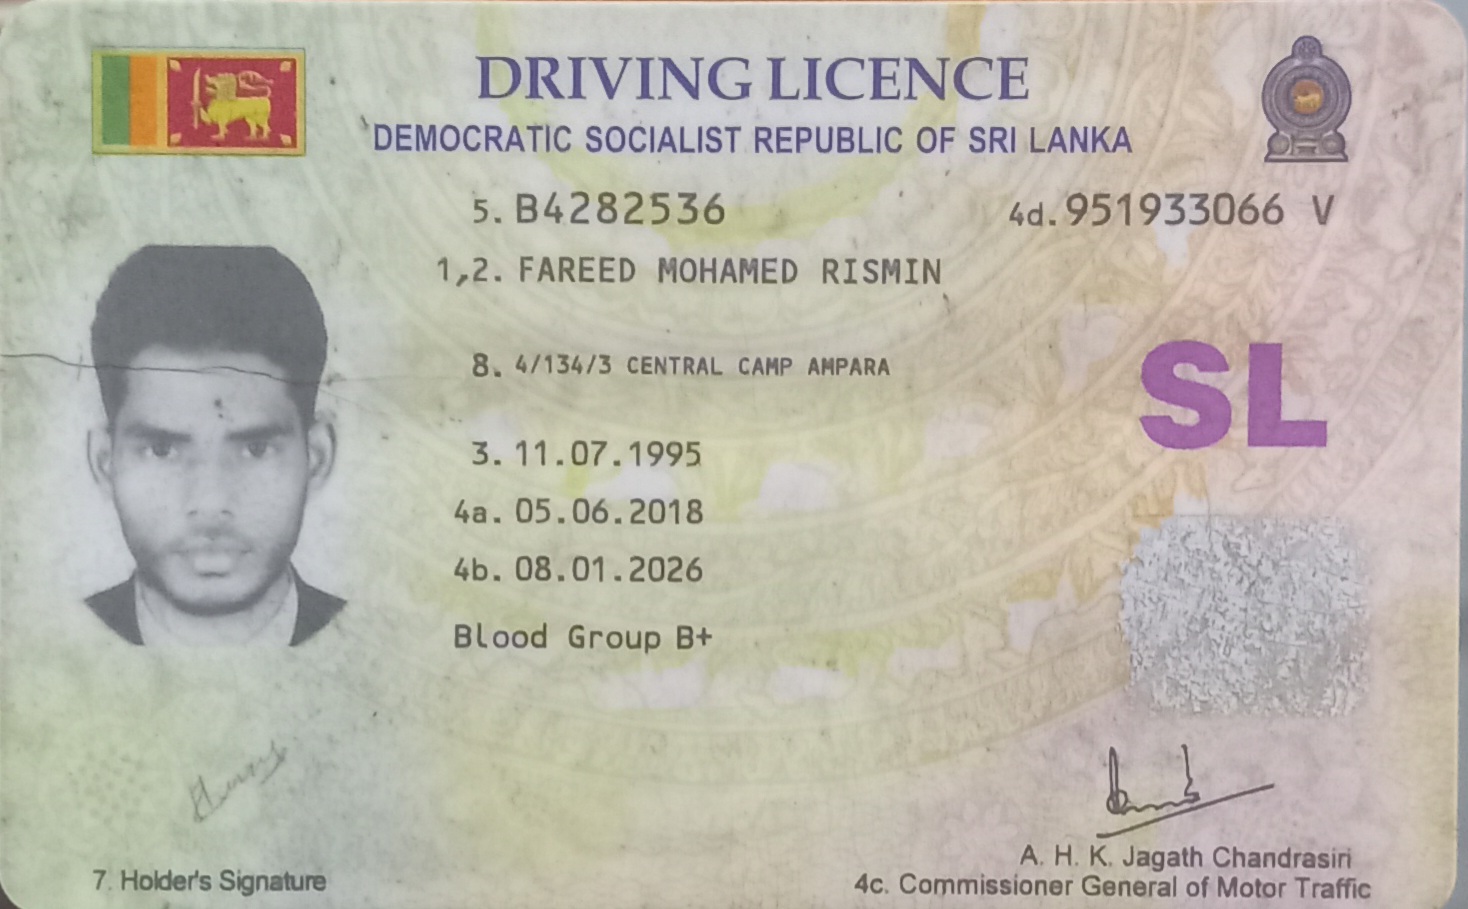 DRIVING LICENCE
DEMOCRATIC SOCIALIST REPUBLIC OF SRI LANKA
5. B4282536 4d. 951933066 V
1,2. FAREED MOHAMED RISMIN
8. 4/134/3 CENTRAL CAMP AMPARA
SL
3. 11.07.1995
4a. 05.06.2018
4b. 08.01.2026
Blood Group B+
A. H. K. Jagath Chandrasiri
7. Holder's Signature 4c. Commissioner General of Motor Traffic